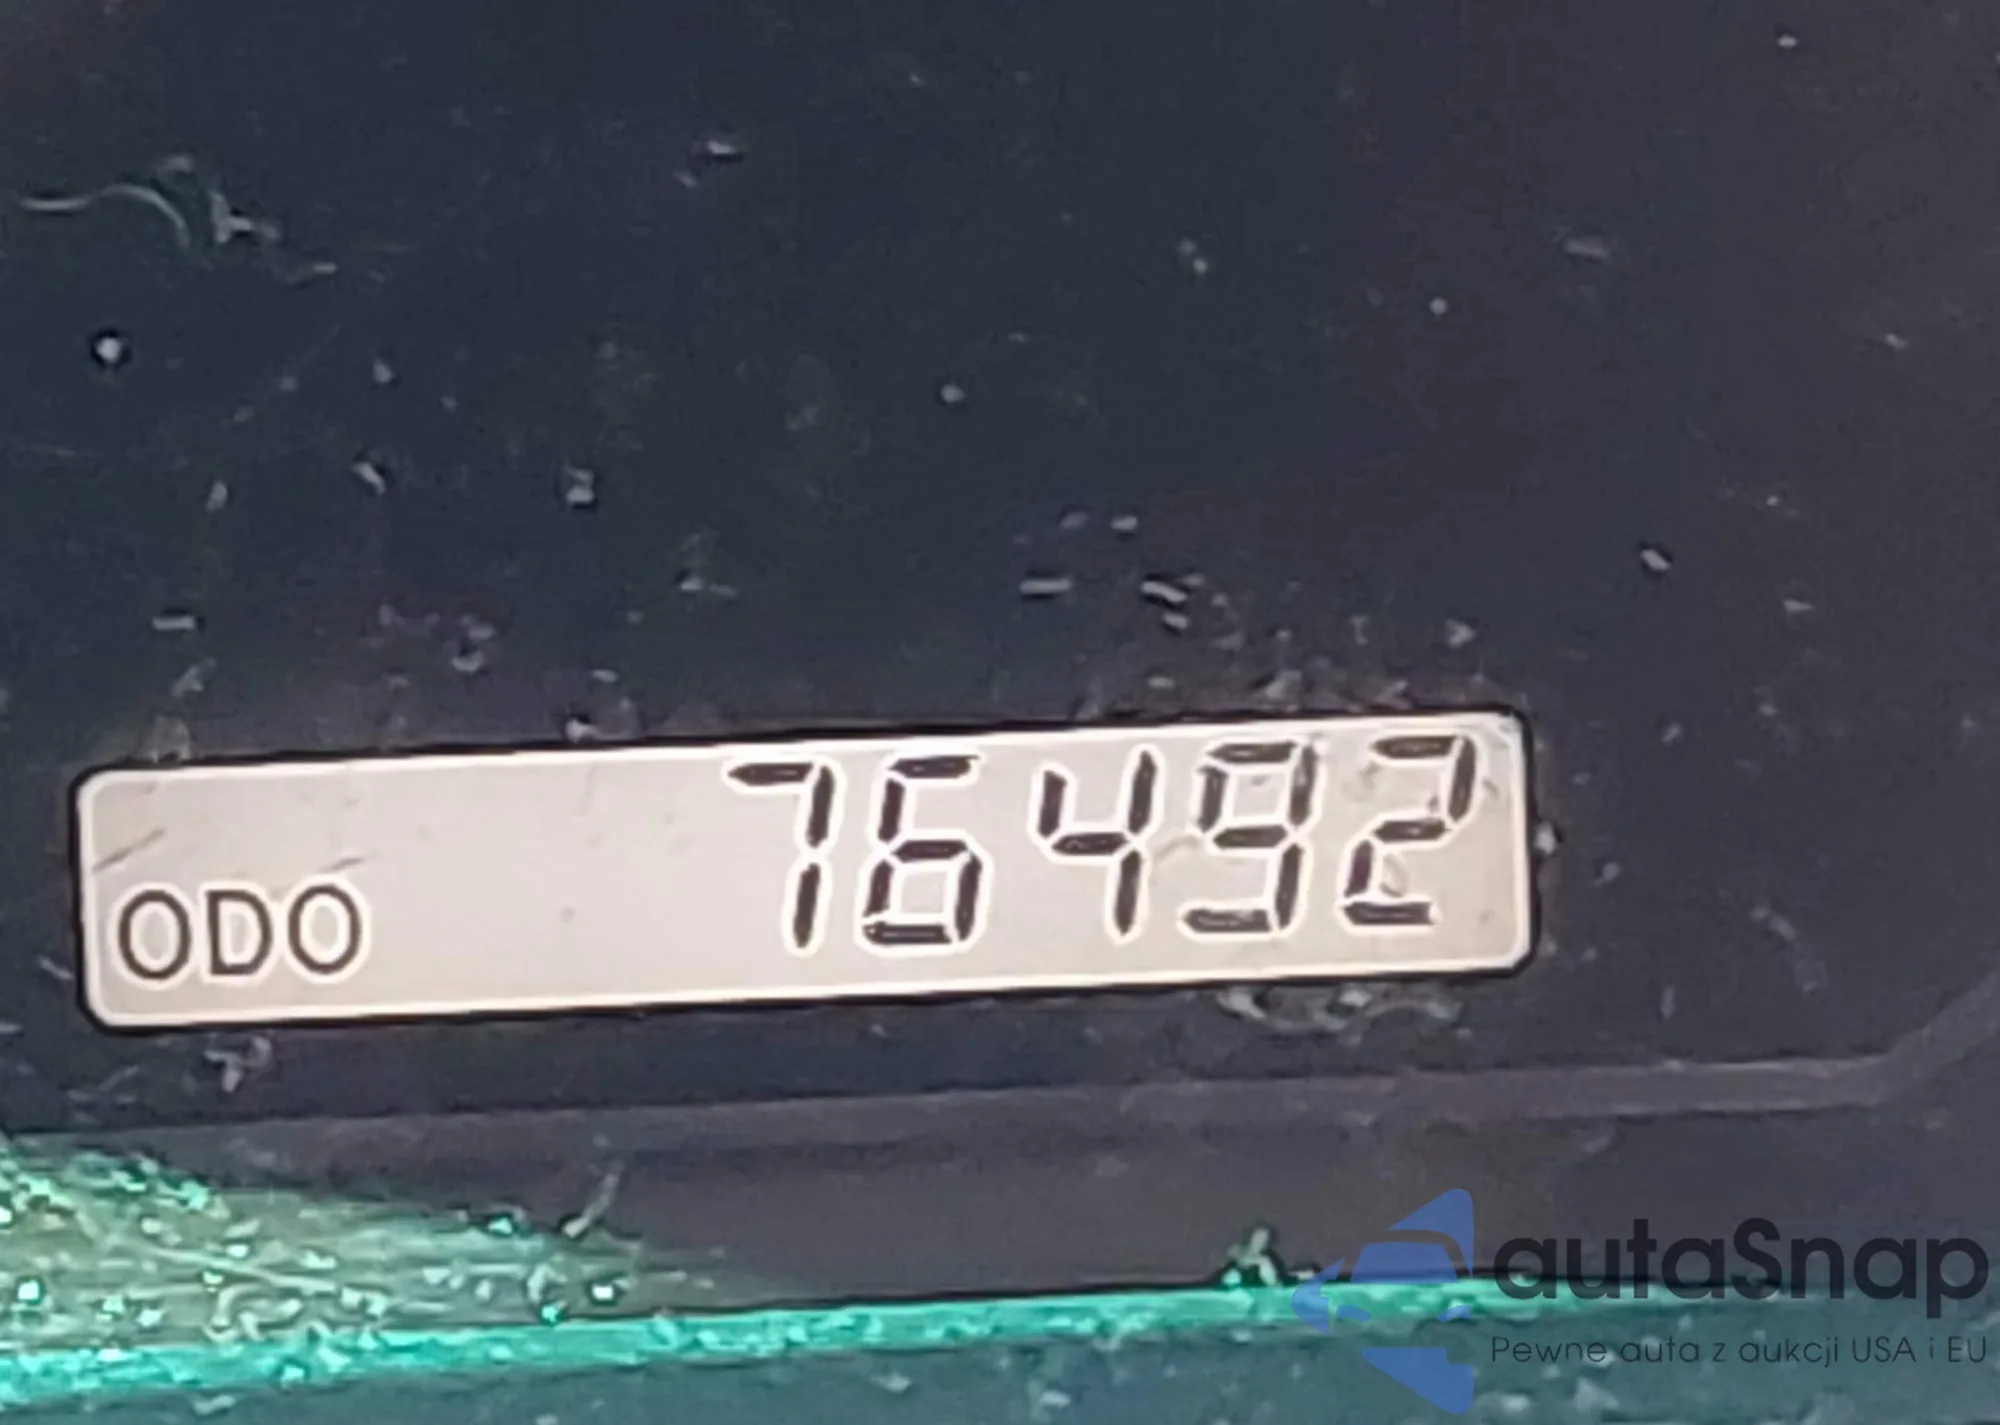 ODO 76492
autaSnap
Pewne auta z aukcji USA i EU